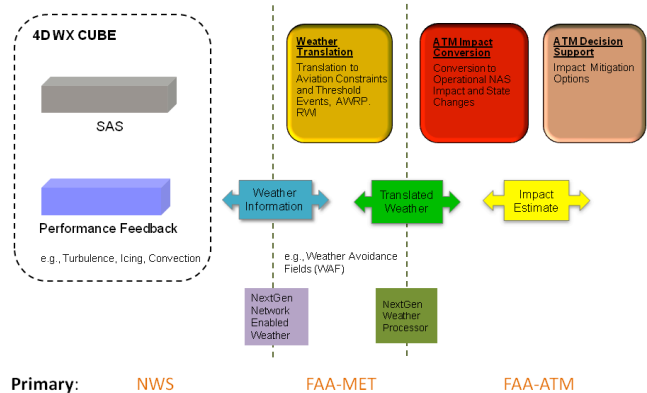 4D WX CUBE
SAS
Performance Feedback
e.g., Turbulence, Icing, Convection
Weather
Translation
Translation to
Aviation Constraints
and Threshold
Events, AWRP.
RWI
ATM Impact
Conversion
Conversion to
Operational NAS
Impact and State
Changes
ATM Decision
Support
Impact Mitigation
Options
Weather
Information
Translated
Weather
Impact
Estimate
e.g., Weather Avoidance
Fields (WAF)
NextGen
Network
Enabled
Weather
NextGen
Weather
Processor
Primary: NWS FAA-MET FAA-ATM